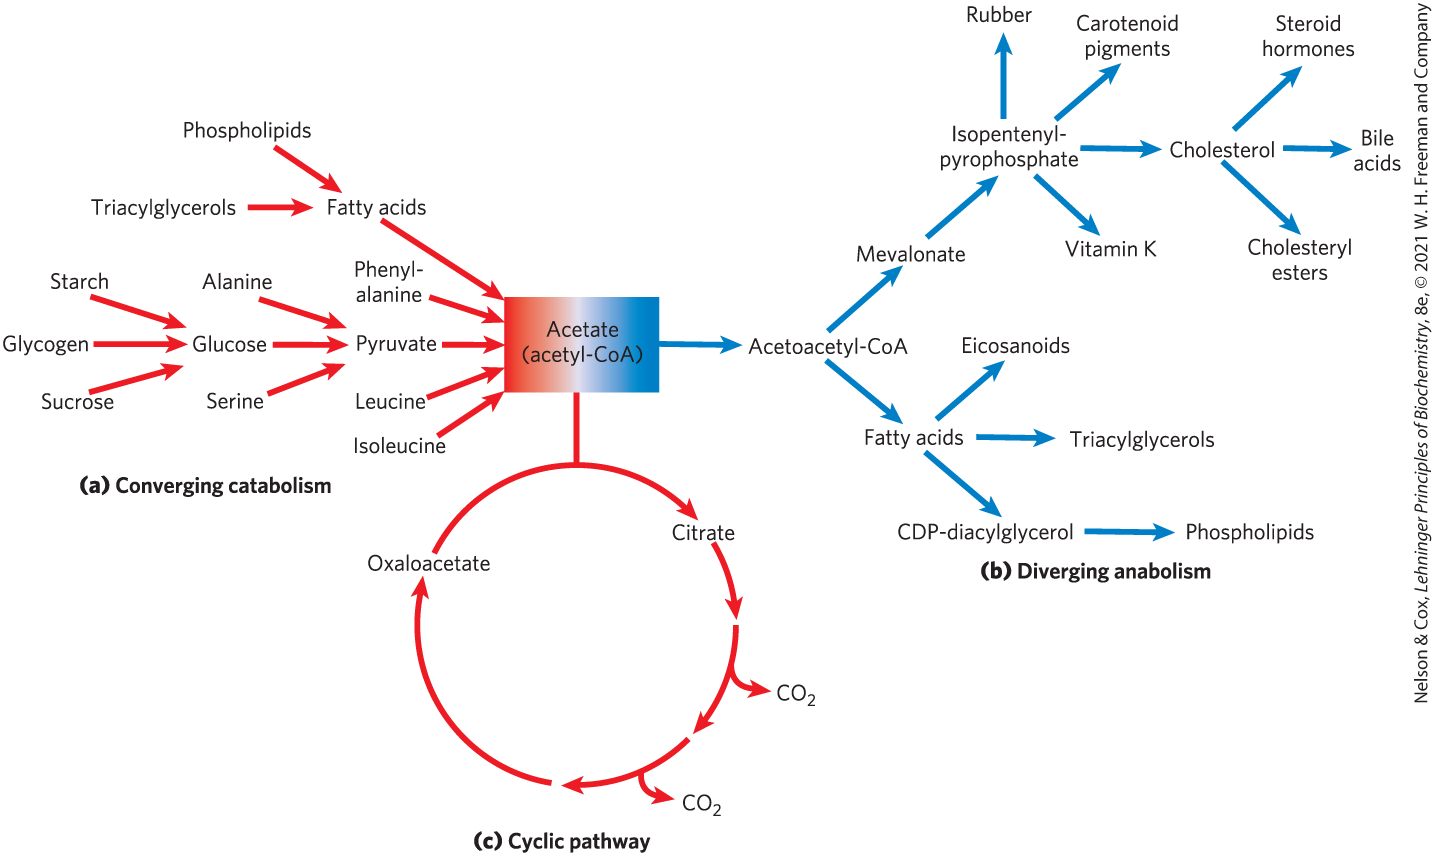 Rubber
Carotenoid
pigments
Steroid
hormones
Phospholipids
Isopentenyl-
pyrophosphate
Cholesterol
Bile
acids
Triacylglycerols
Fatty acids
Mevalonate
Vitamin K
Cholesteryl
esters
Starch
Alanine
Phenyl-
alanine
Glycogen
Glucose
Pyruvate
Acetate
(acetyl-CoA)
Acetoacetyl-CoA
Eicosanoids
Sucrose
Serine
Leucine
Isoleucine
Fatty acids
Triacylglycerols
(a) Converging catabolism
CDP-diacylglycerol
Phospholipids
(b) Diverging anabolism
Citrate
Oxaloacetate
CO₂
CO₂
(c) Cyclic pathway
Nelson & Cox, Lehninger Principles of Biochemistry, 8e, © 2021 W. H. Freeman and Company